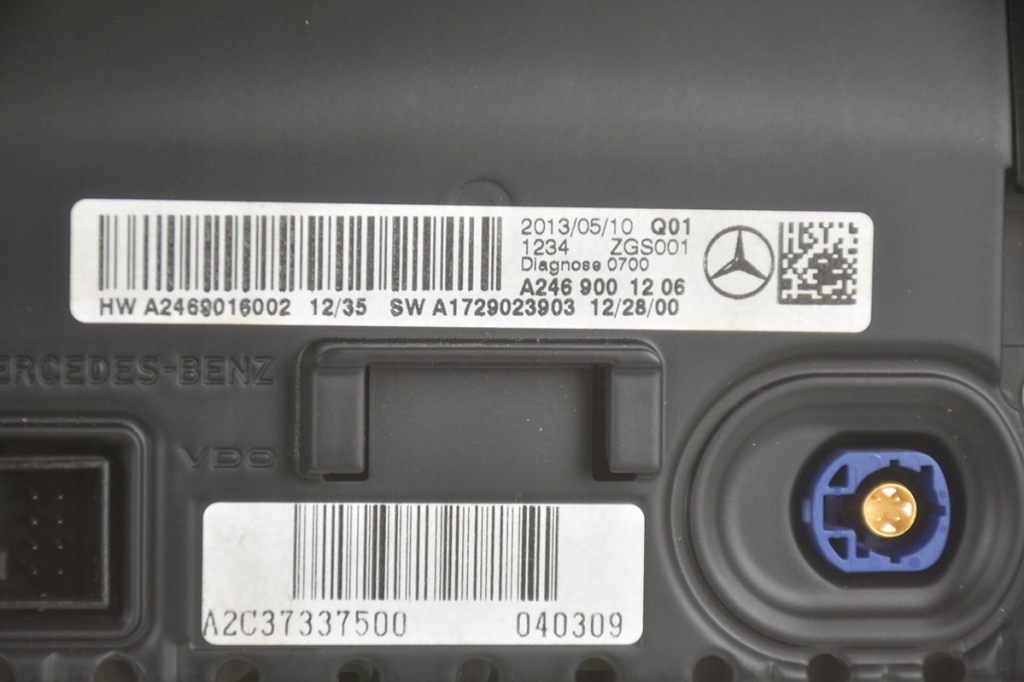 2013/05/10 Q01
1234 ZGS001
Diagnose 0700
A246 900 12 06
HW A2469016002 12/35 SW A1729023903 12/28/00
MERCEDES-BENZ
VDO
A2C37337500 040309